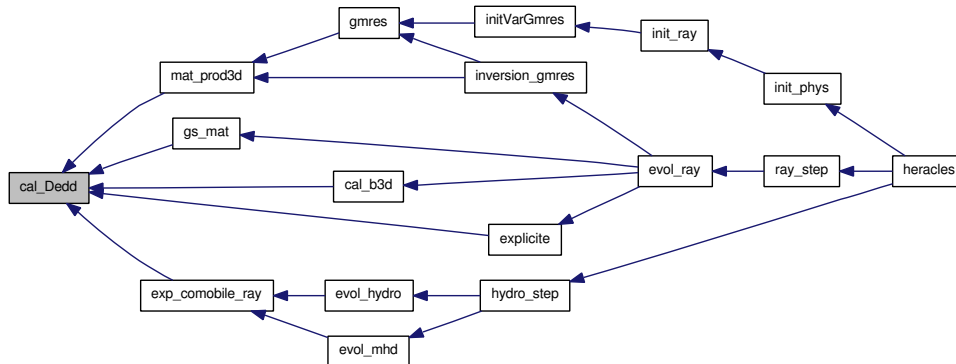 gmres
initVarGmres
init_ray
mat_prod3d
inversion_gmres
init_phys
gs_mat
cal_Dedd
cal_b3d
evol_ray
ray_step
heracles
explicite
exp_comobile_ray
evol_hydro
hydro_step
evol_mhd